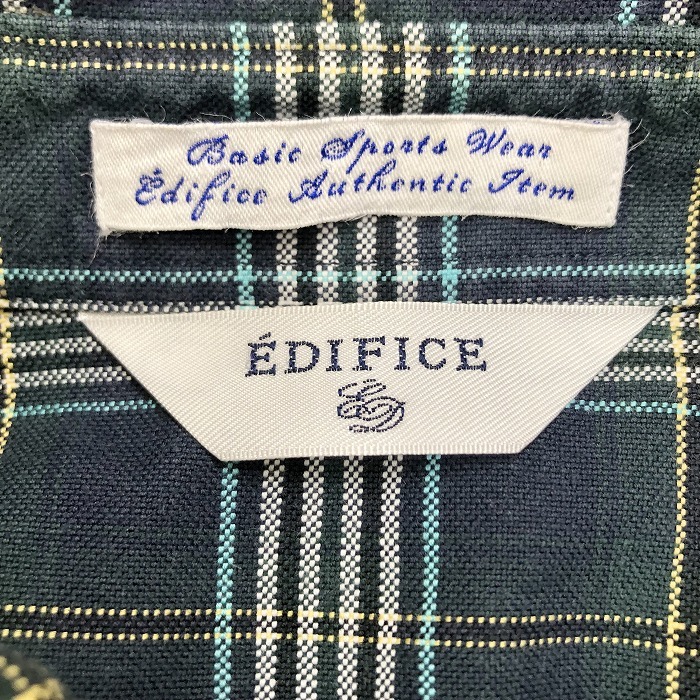 Basic Sports Wear
Édifice Authentic Item
ÉDIFICE